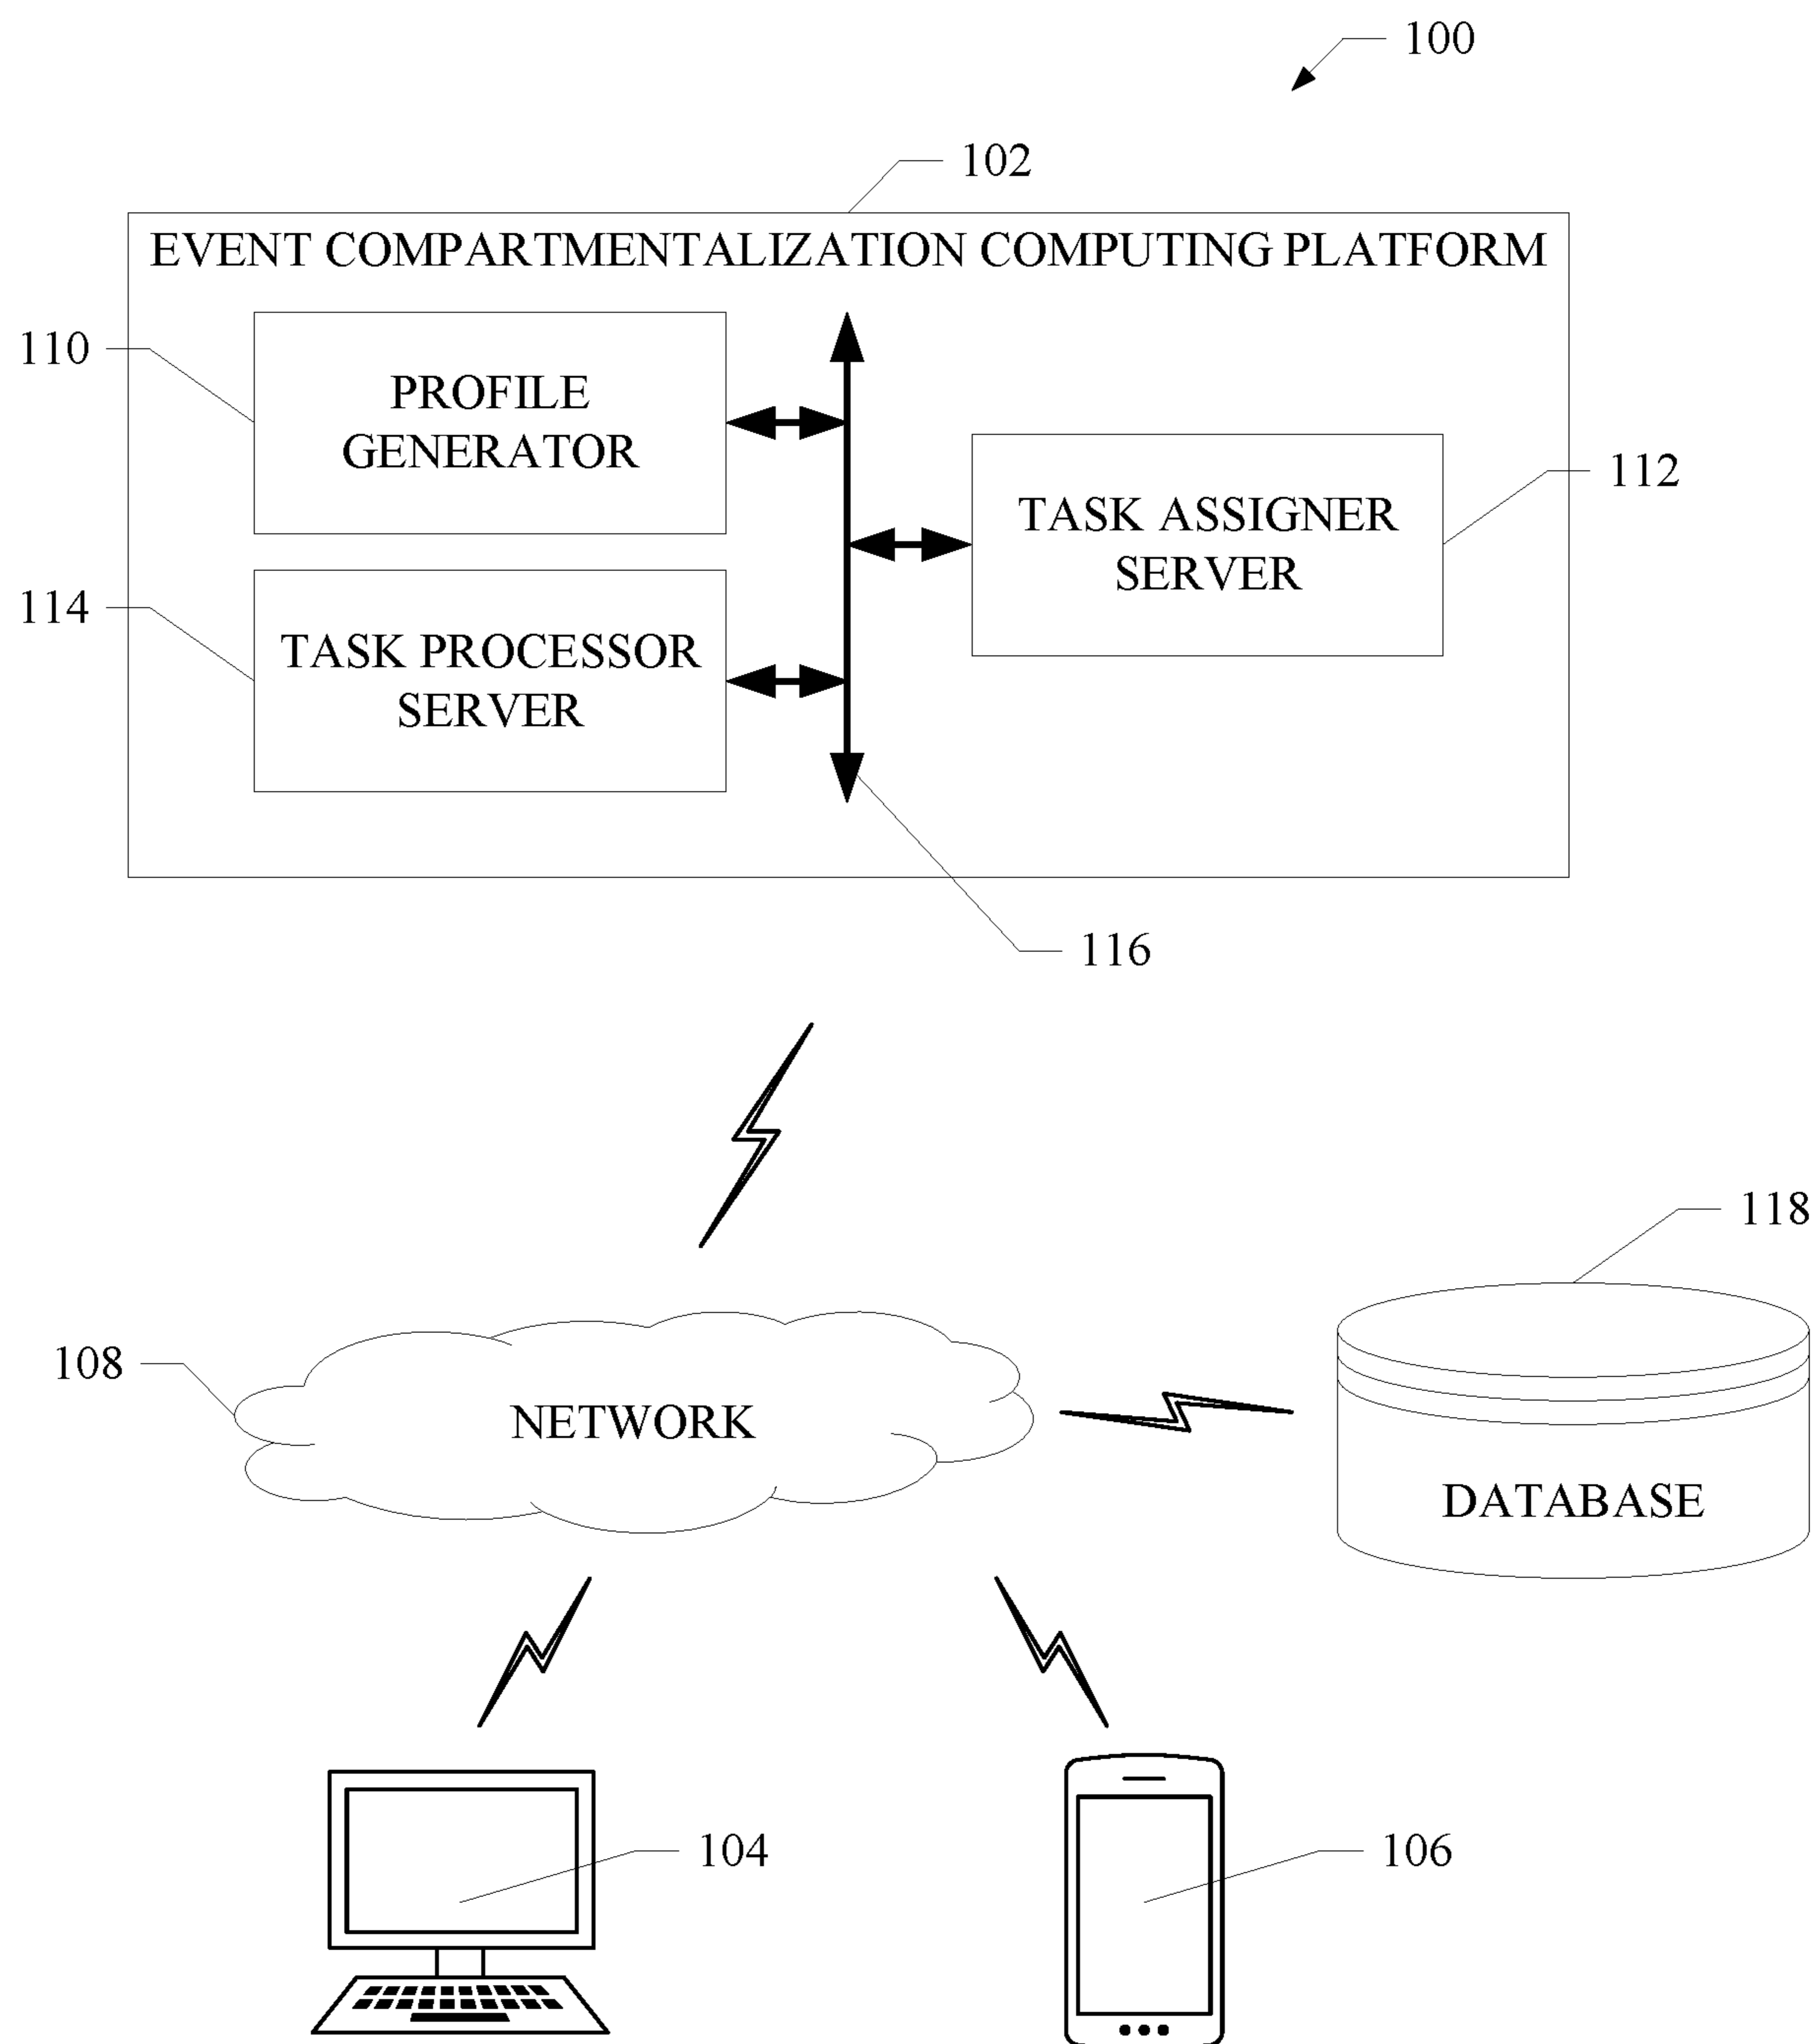 100
102
EVENT COMPARTMENTALIZATION COMPUTING PLATFORM
110
PROFILE
GENERATOR
112
TASK ASSIGNER
SERVER
114
TASK PROCESSOR
SERVER
116
118
108
NETWORK
DATABASE
104
106